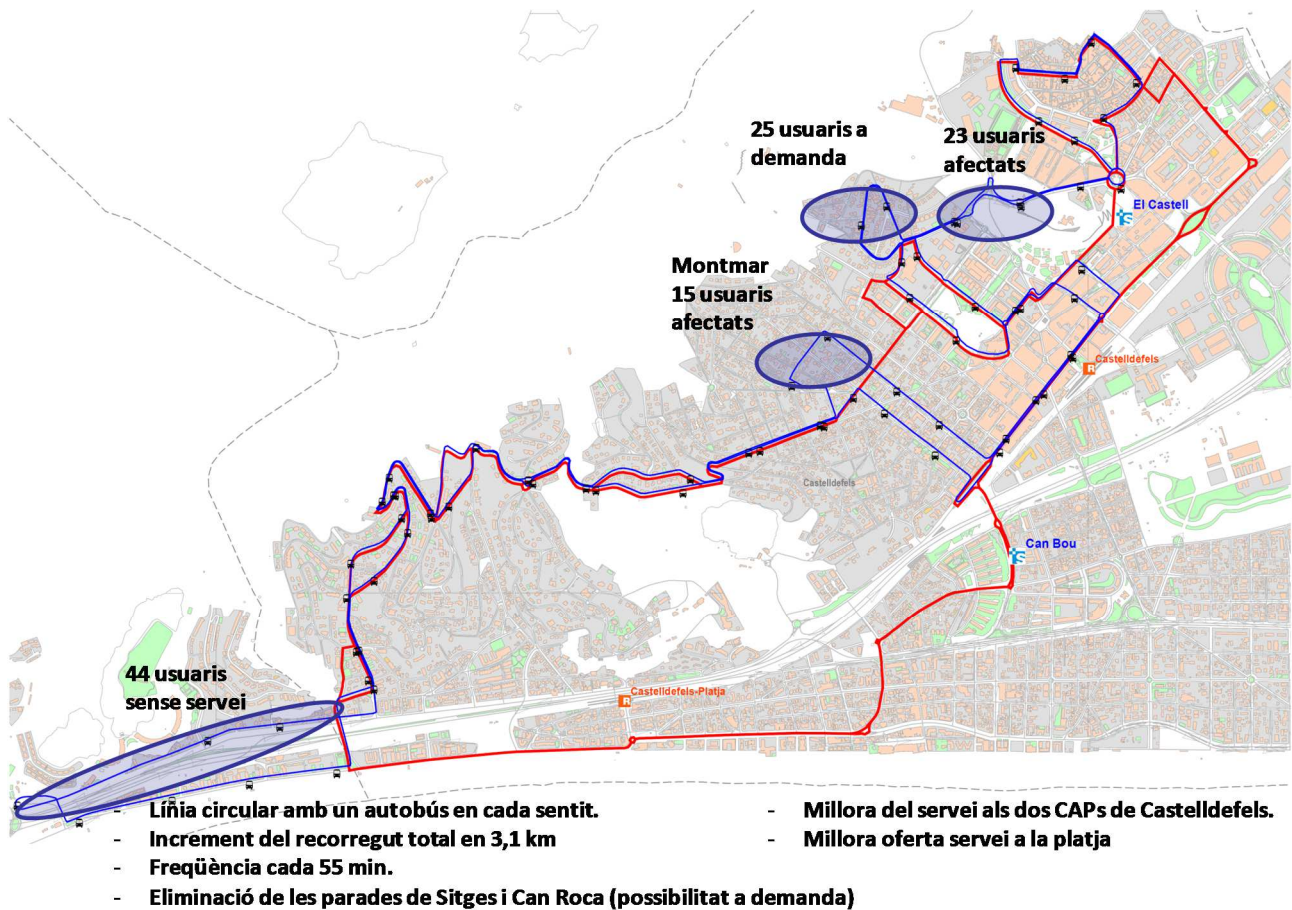 25 usuaris a
demanda
23 usuaris
afectats
El Castell
Montmar
15 usuaris
afectats
R Castelldefels
Castelldefels
Can Bou
44 usuaris
sense servei
R Castelldefels-Platja
- Línia circular amb un autobús en cada sentit.
- Increment del recorregut total en 3,1 km
- Freqüència cada 55 min.
- Eliminació de les parades de Sitges i Can Roca (possibilitat a demanda)
- Millora del servei als dos CAPs de Castelldefels.
- Millora oferta servei a la platja